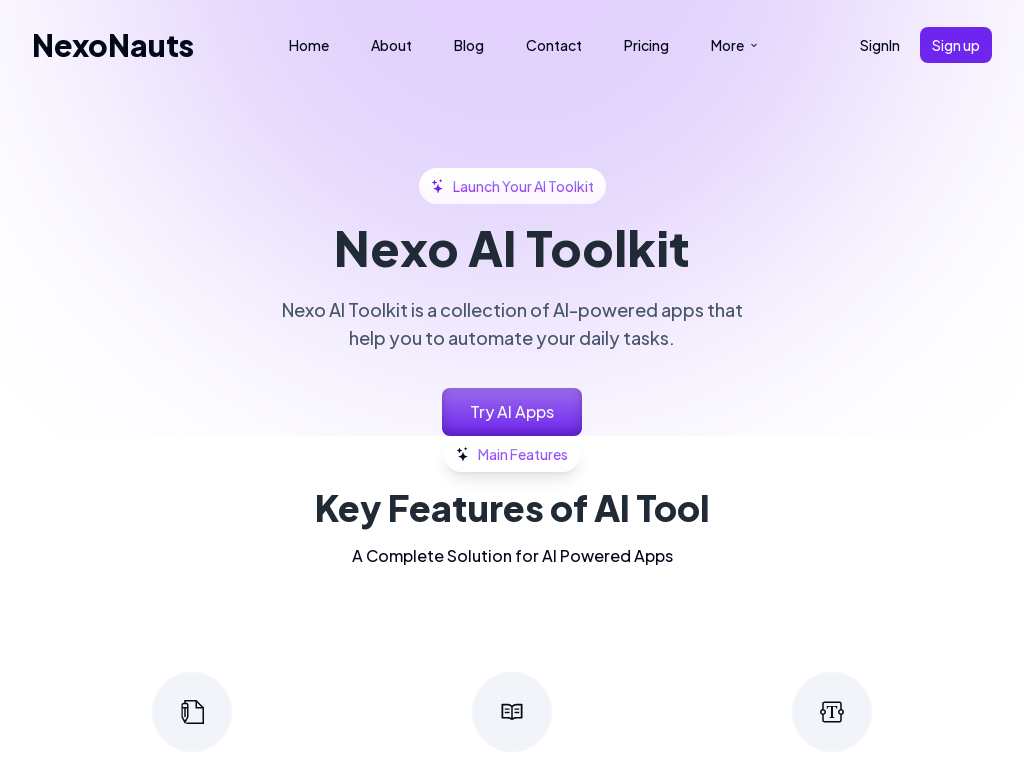 NexoNauts
Home
About
Blog
Contact
Pricing
More
SignIn
Sign up
Launch Your AI Toolkit
Nexo AI Toolkit
Nexo AI Toolkit is a collection of AI-powered apps that
help you to automate your daily tasks.
Try AI Apps
Main Features
Key Features of AI Tool
A Complete Solution for AI Powered Apps